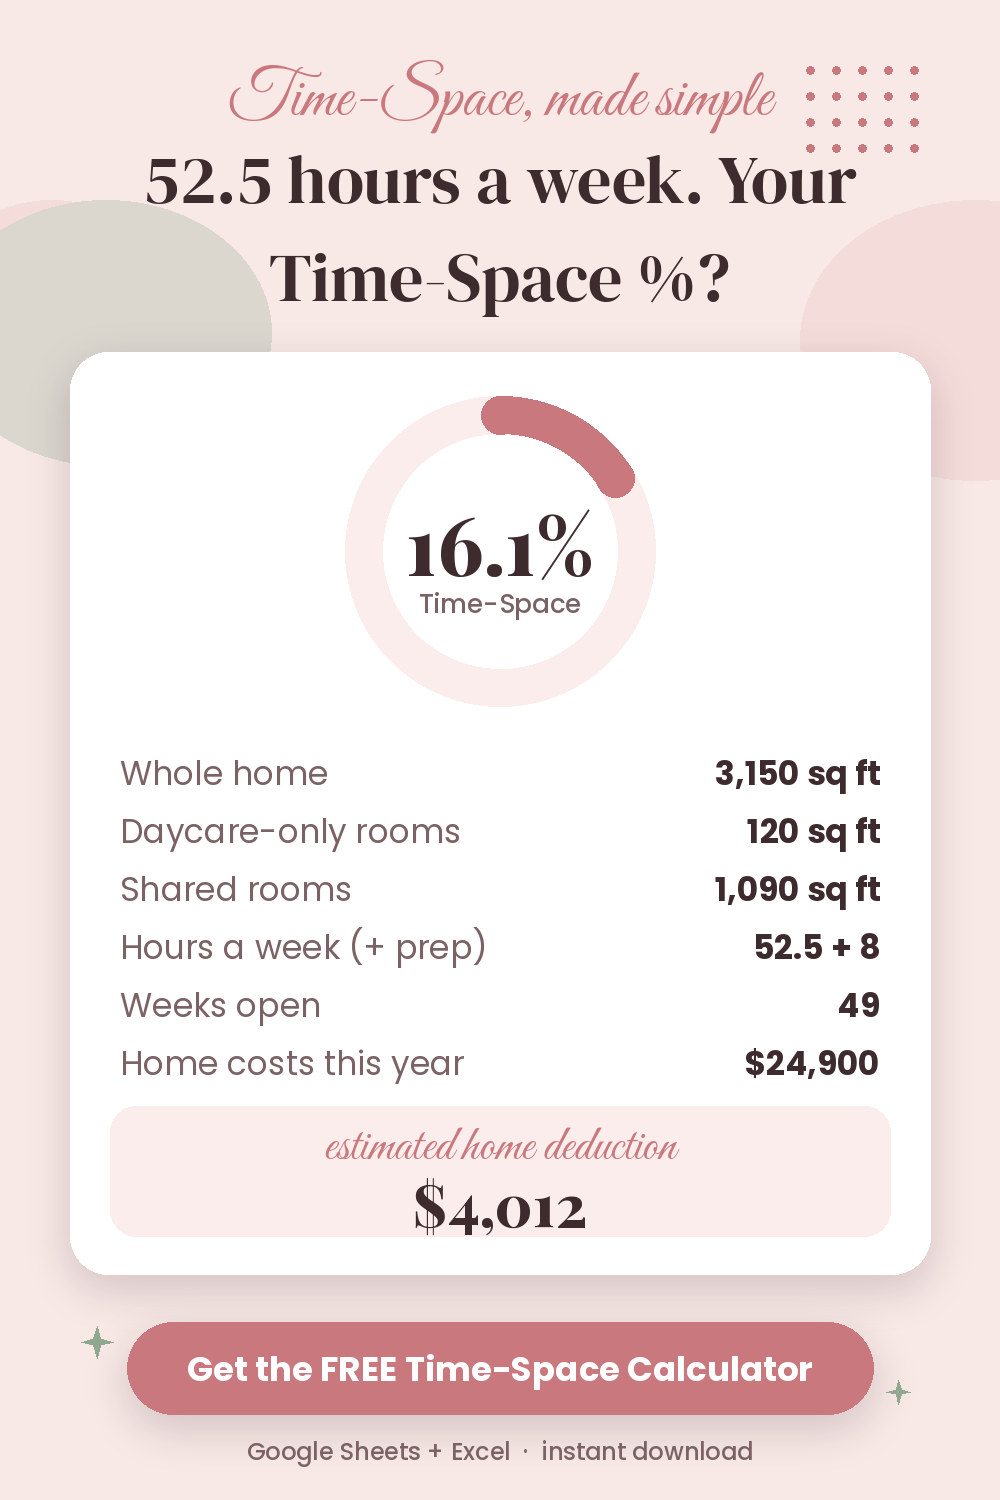 Time-Space, made simple
52.5 hours a week. Your
Time-Space %?
16.1%
Time-Space
Whole home 3,150 sq ft
Daycare-only rooms 120 sq ft
Shared rooms 1,090 sq ft
Hours a week (+ prep) 52.5 + 8
Weeks open 49
Home costs this year $24,900
estimated home deduction
$4,012
Get the FREE Time-Space Calculator
Google Sheets + Excel · instant download